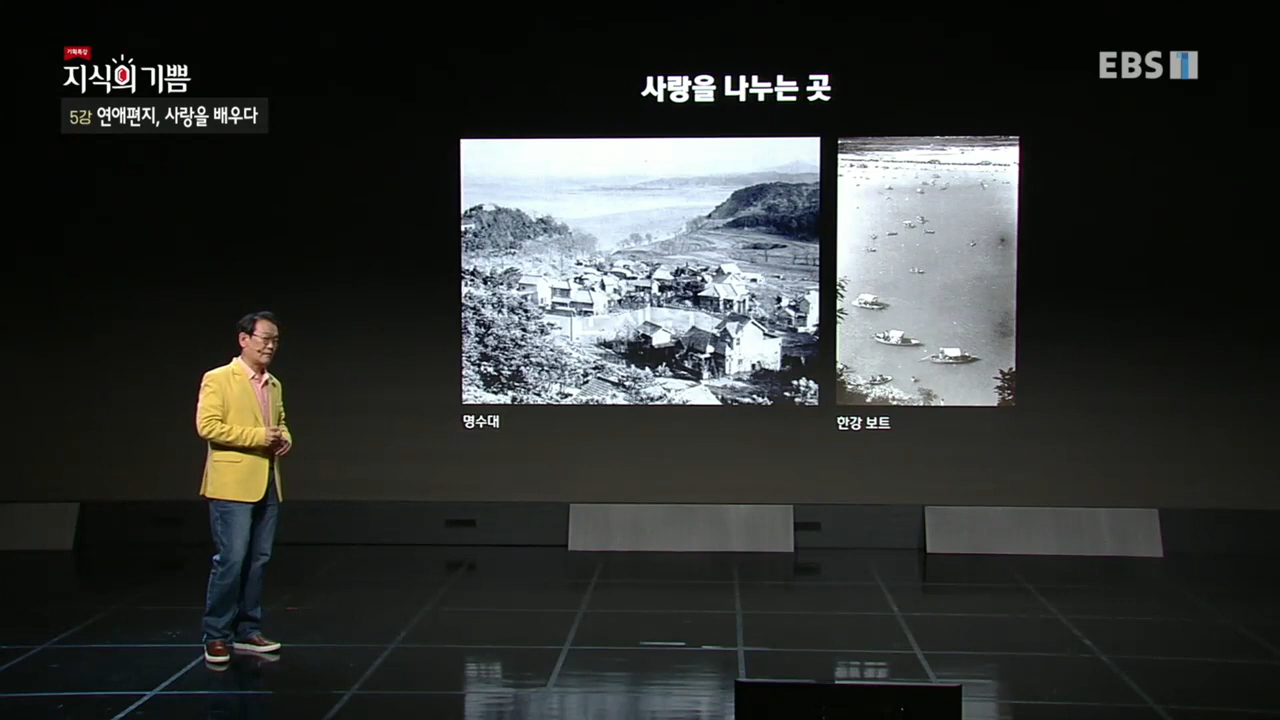 기획특강
지식의 기쁨
5강 연애편지, 사랑을 배우다
EBS 1
사랑을 나누는 곳
명수대
한강 보트